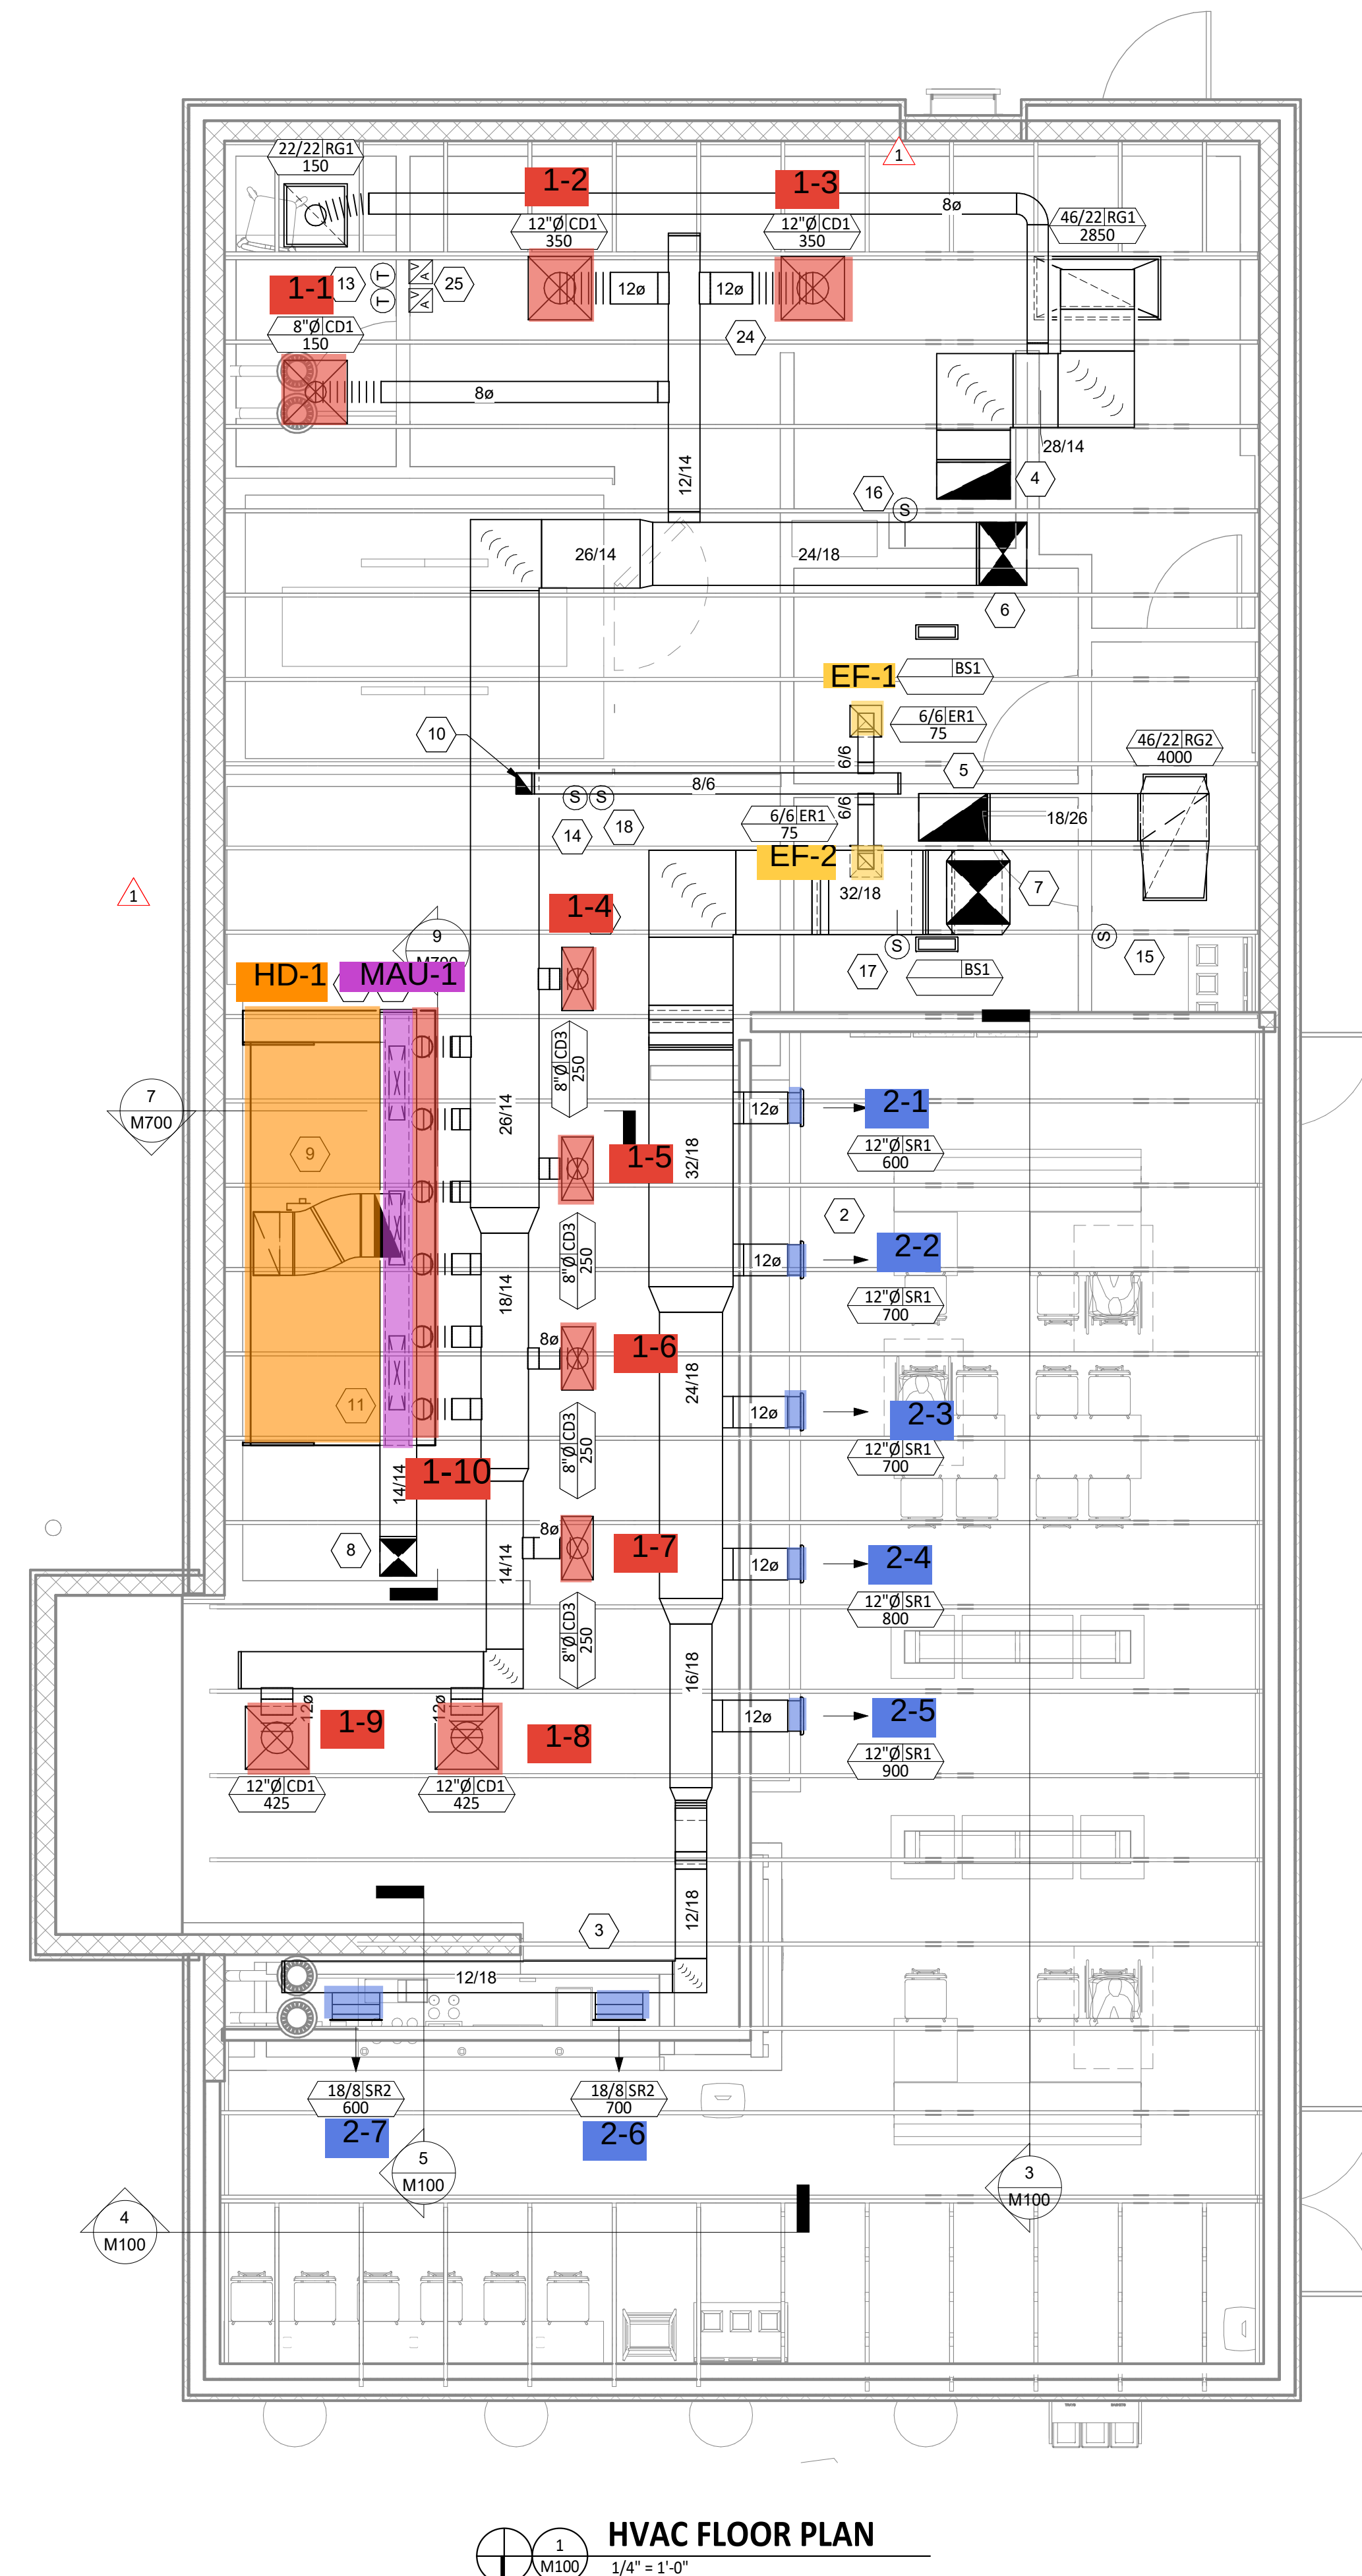 22/22 RG1
150
1-2
1-3
1
8ø
12"Ø CD1
350
12"Ø CD1
350
46/22 RG1
2850
1-1
13
T
T
A V
A V
25
12ø
12ø
24
8"Ø CD1
150
8ø
28/14
12/14
16
S
4
26/14
24/18
6
EF-1
BS1
6/6 ER1
75
10
6/6
46/22 RG2
4000
5
8/6
S
S
14
18
6/6 ER1
75
6/6
18/26
EF-2
32/18
7
1
1-4
9
S
S
17
BS1
15
HD-1
MAU-1
8"Ø CD3
250
7
M700
26/14
12ø
2-1
12"Ø SR1
600
9
1-5
32/18
2
8"Ø CD3
250
12ø
2-2
12"Ø SR1
700
18/14
8ø
1-6
24/18
11
12ø
2-3
12"Ø SR1
700
8"Ø CD3
250
14/14
1-10
8
8ø
1-7
14/14
12ø
2-4
12"Ø SR1
800
8"Ø CD3
250
16/18
12ø
12ø
1-9
1-8
12ø
2-5
12"Ø SR1
900
12"Ø CD1
425
12"Ø CD1
425
12/18
3
12/18
18/8 SR2
600
18/8 SR2
700
2-7
2-6
5
M100
3
M100
4
M100
1
M100
HVAC FLOOR PLAN
1/4" = 1'-0"